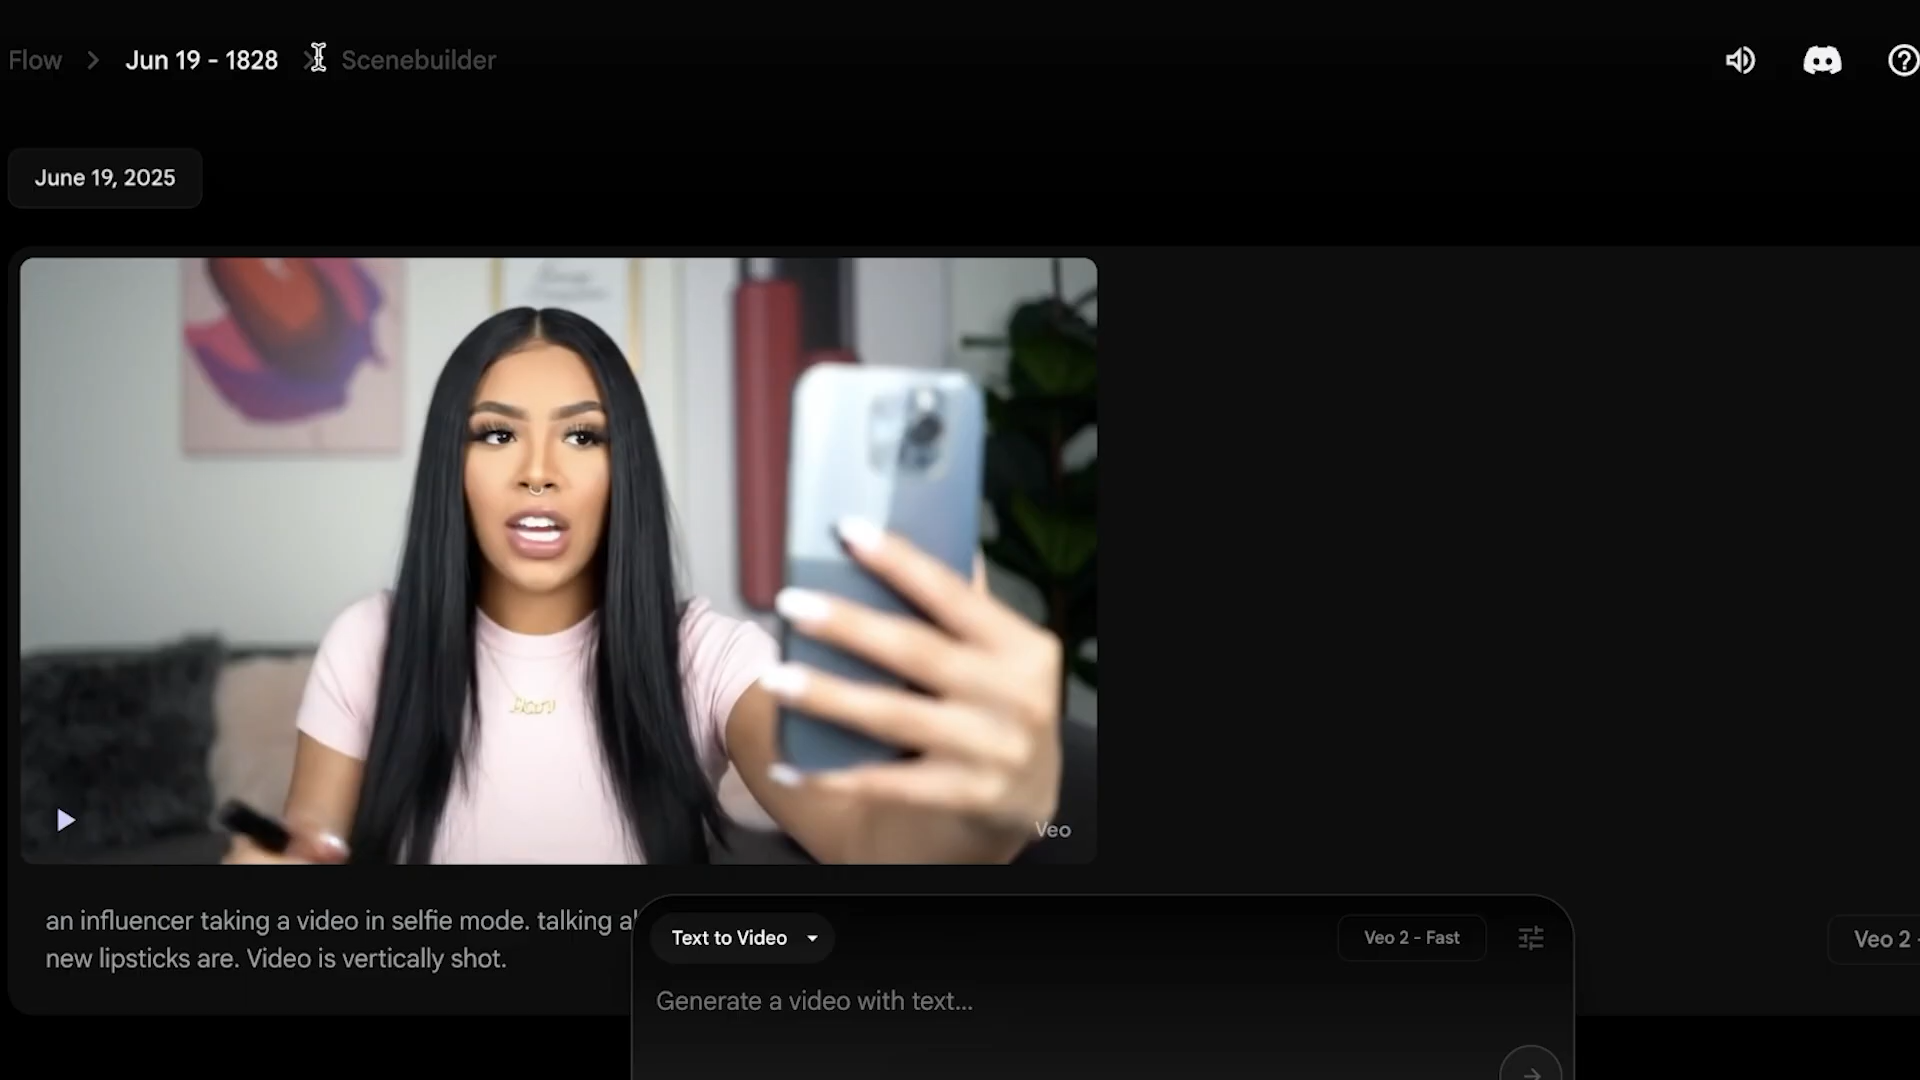 Flow > Jun 19 - 1828 > Scenebuilder
June 19, 2025
Veo
an influencer taking a video in selfie mode. talking
new lipsticks are. Video is vertically shot.
Text to Video
Veo 2 - Fast
Veo 2 -
Generate a video with text...